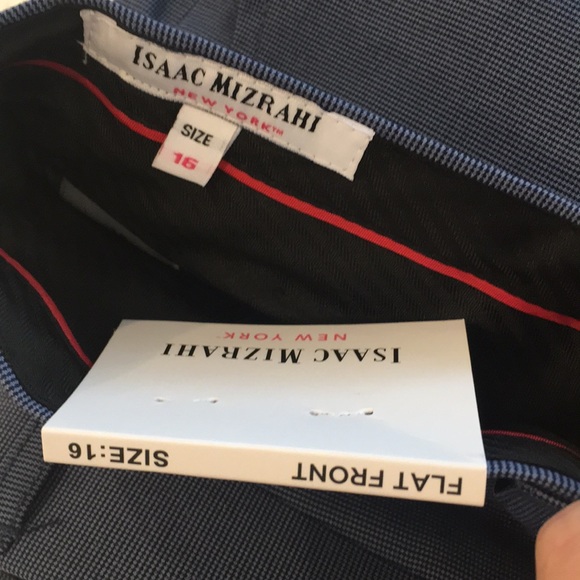 ISAAC MIZRAHI
NEW YORK™
SIZE
16
ISAAC MIZRAHI
NEW YORK
FLAT FRONT
SIZE:16